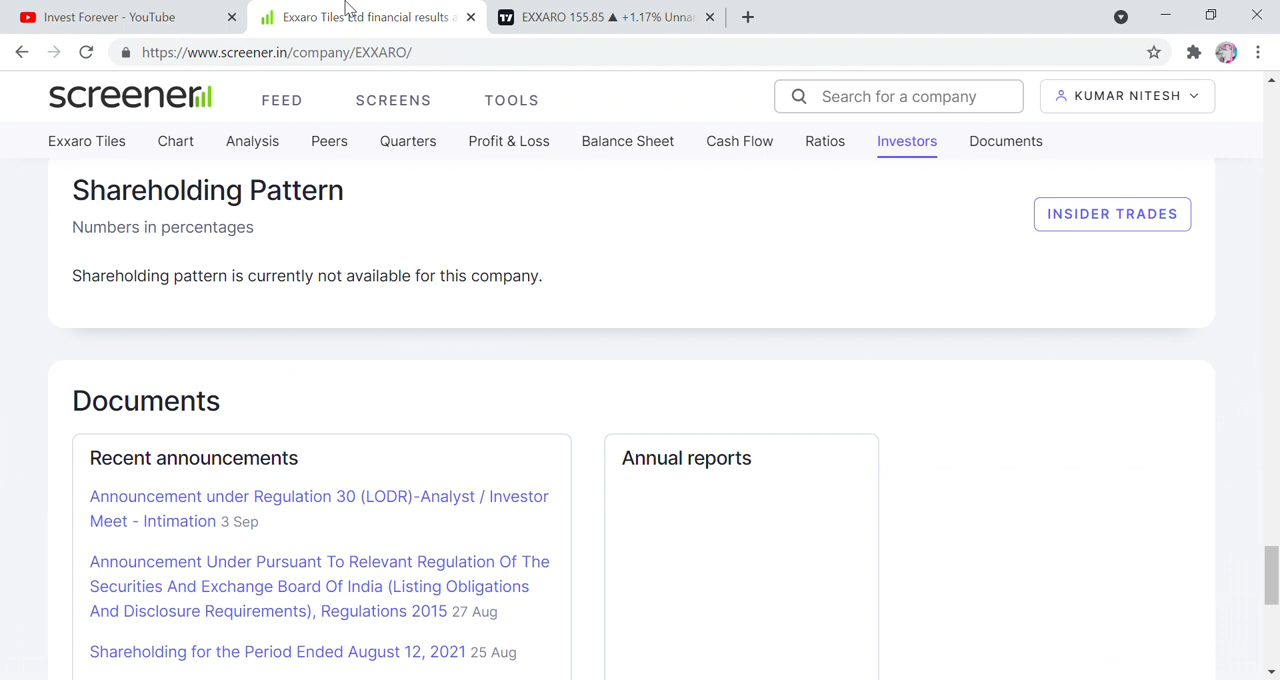 Invest Forever - YouTube
Exxaro Tiles Ltd financial results a
EXXARO 155.85 ▲ +1.17% Unnar
https://www.screener.in/company/EXXARO/
screener
FEED
SCREENS
TOOLS
Search for a company
KUMAR NITESH
Exxaro Tiles
Chart
Analysis
Peers
Quarters
Profit & Loss
Balance Sheet
Cash Flow
Ratios
Investors
Documents
Shareholding Pattern
Numbers in percentages
INSIDER TRADES
Shareholding pattern is currently not available for this company.
Documents
Recent announcements
Announcement under Regulation 30 (LODR)-Analyst / Investor
Meet - Intimation 3 Sep
Announcement Under Pursuant To Relevant Regulation Of The
Securities And Exchange Board Of India (Listing Obligations
And Disclosure Requirements), Regulations 2015 27 Aug
Shareholding for the Period Ended August 12, 2021 25 Aug
Annual reports